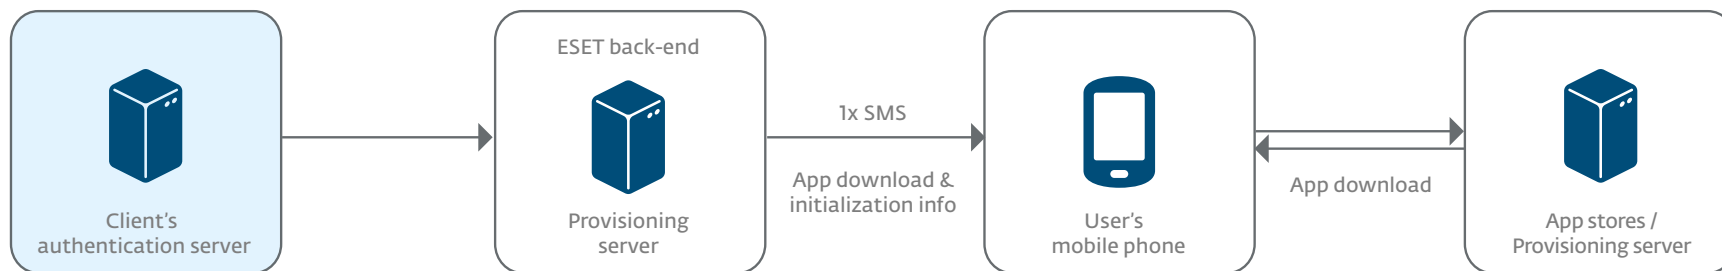 Client's
authentication server
ESET back-end
Provisioning
server
1x SMS
App download &
initialization info
User's
mobile phone
App download
App stores /
Provisioning server